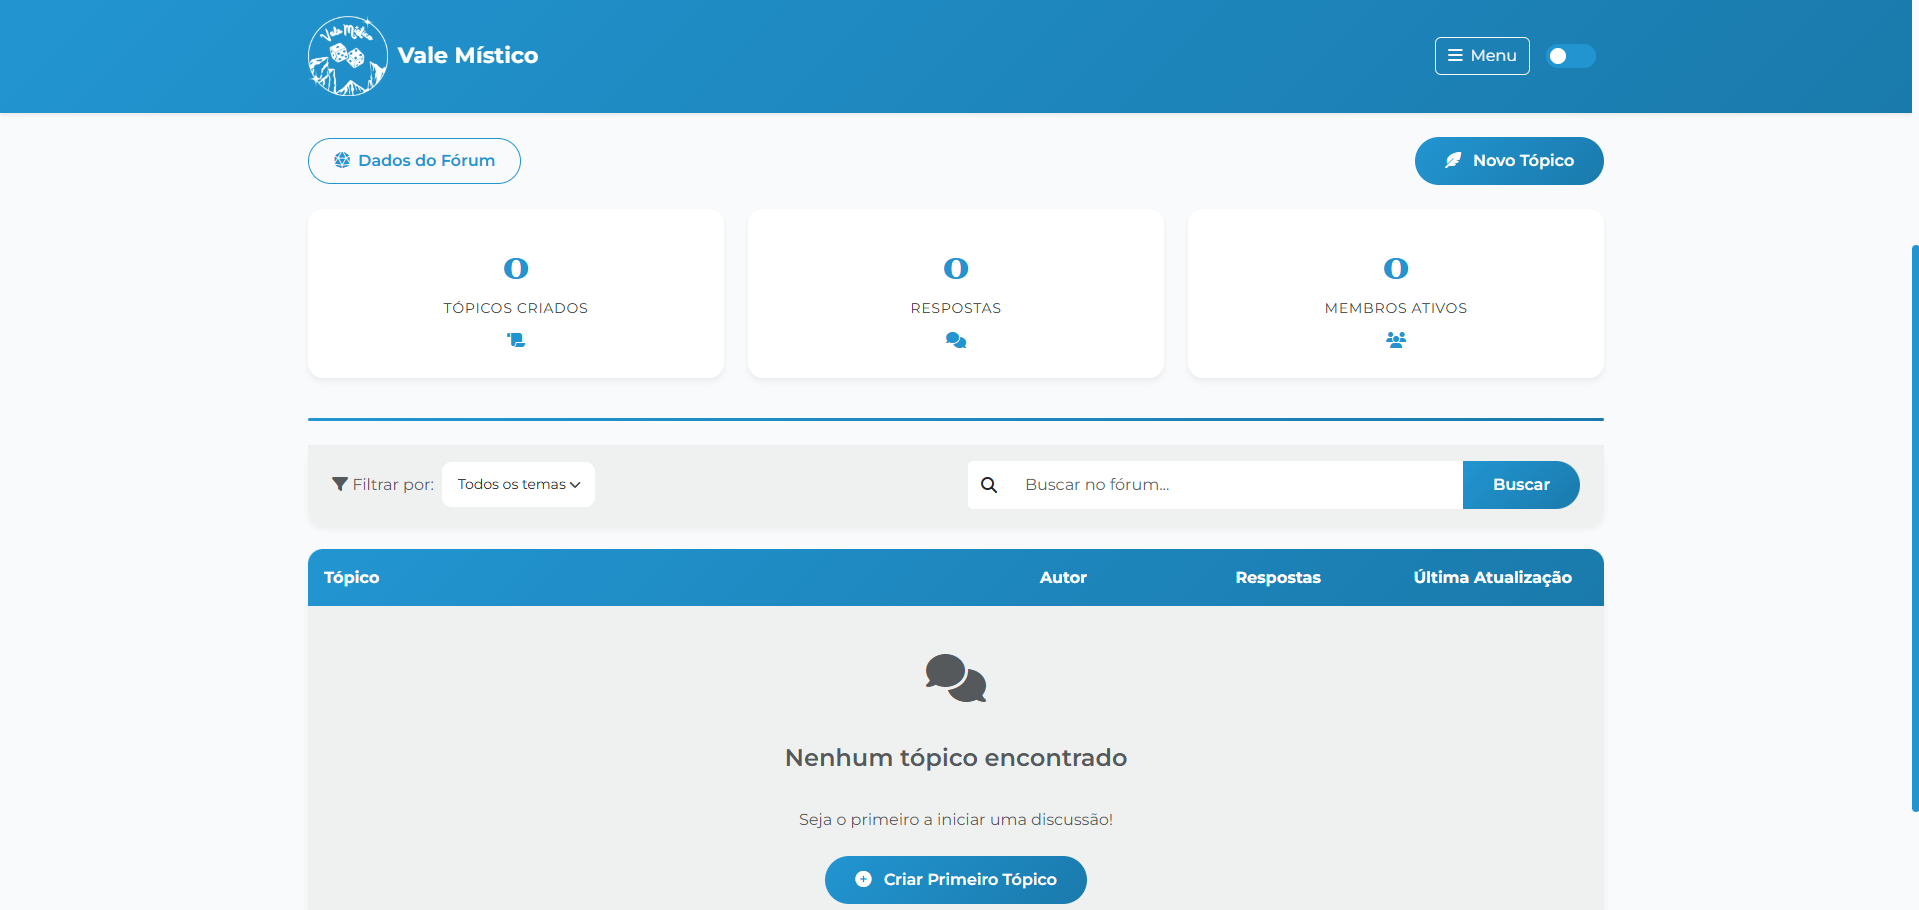 Vale Místico
Vale Místico
Menu
Dados do Fórum
Novo Tópico
0
TÓPICOS CRIADOS
0
RESPOSTAS
0
MEMBROS ATIVOS
Filtrar por:
Todos os temas
Buscar no fórum...
Buscar
Tópico
Autor
Respostas
Última Atualização
Nenhum tópico encontrado
Seja o primeiro a iniciar uma discussão!
Criar Primeiro Tópico